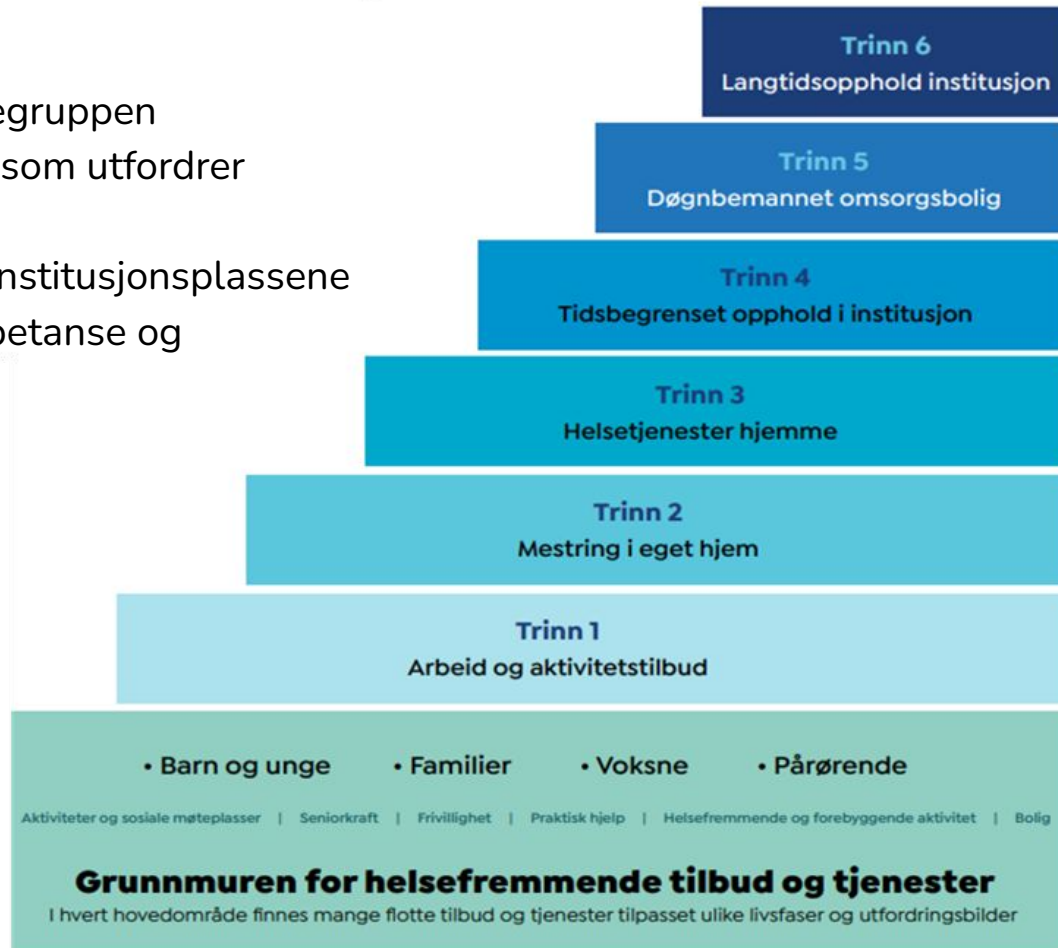 egruppen
som utfordrer
nstitusjonsplassene
petanse og
Trinn 6
Langtidsopphold institusjon
Trinn 5
Døgnbemannet omsorgsbolig
Trinn 4
Tidsbegrenset opphold i institusjon
Trinn 3
Helsetjenester hjemme
Trinn 2
Mestring i eget hjem
Trinn 1
Arbeid og aktivitetstilbud
• Barn og unge • Familier • Voksne • Pårørende
Aktiviteter og sosiale møteplasser | Seniorkraft | Frivillighet | Praktisk hjelp | Helsefremmende og forebyggende aktivitet | Bolig
Grunnmuren for helsefremmende tilbud og tjenester
I hvert hovedområde finnes mange flotte tilbud og tjenester tilpasset ulike livsfaser og utfordringsbilder